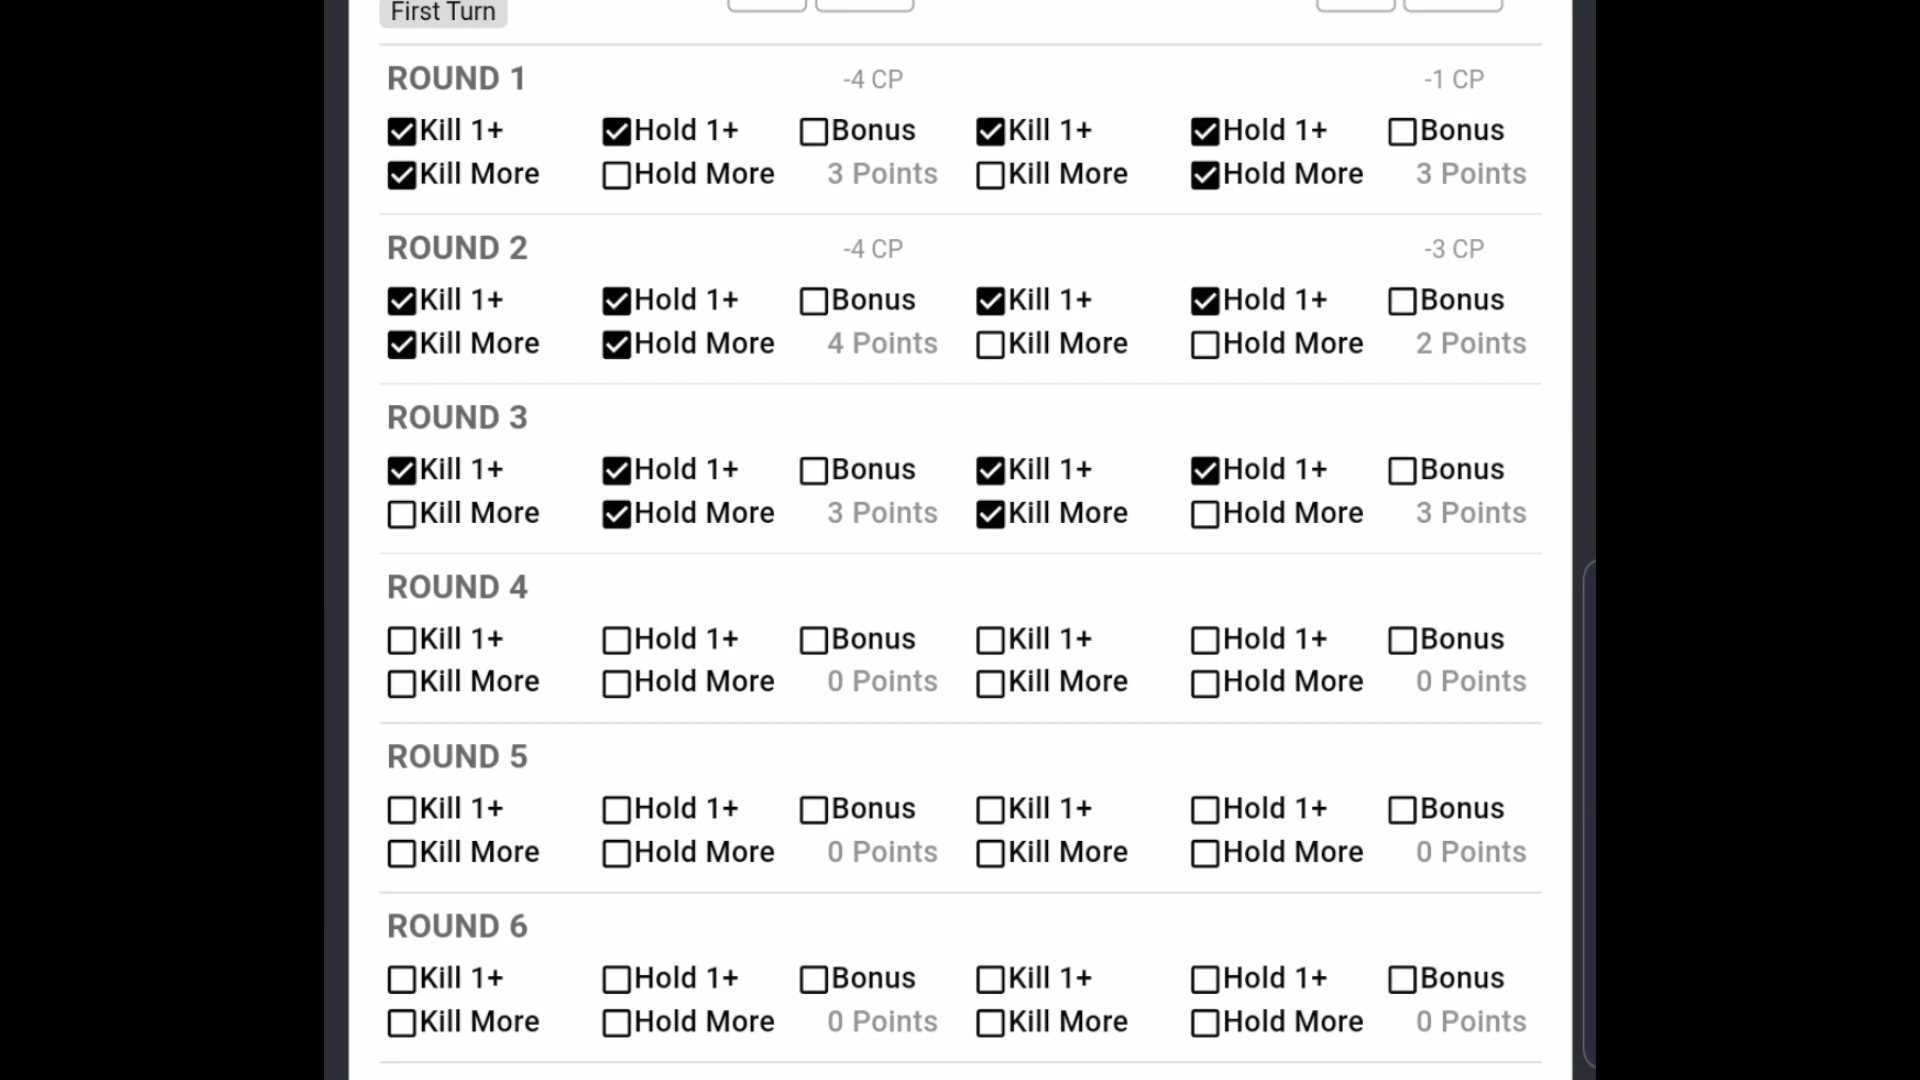 First Turn
ROUND 1 -4 CP -1 CP
Kill 1+ Hold 1+ Bonus Kill 1+ Hold 1+ Bonus
Kill More Hold More 3 Points Kill More Hold More 3 Points
ROUND 2 -4 CP -3 CP
Kill 1+ Hold 1+ Bonus Kill 1+ Hold 1+ Bonus
Kill More Hold More 4 Points Kill More Hold More 2 Points
ROUND 3
Kill 1+ Hold 1+ Bonus Kill 1+ Hold 1+ Bonus
Kill More Hold More 3 Points Kill More Hold More 3 Points
ROUND 4
Kill 1+ Hold 1+ Bonus Kill 1+ Hold 1+ Bonus
Kill More Hold More 0 Points Kill More Hold More 0 Points
ROUND 5
Kill 1+ Hold 1+ Bonus Kill 1+ Hold 1+ Bonus
Kill More Hold More 0 Points Kill More Hold More 0 Points
ROUND 6
Kill 1+ Hold 1+ Bonus Kill 1+ Hold 1+ Bonus
Kill More Hold More 0 Points Kill More Hold More 0 Points